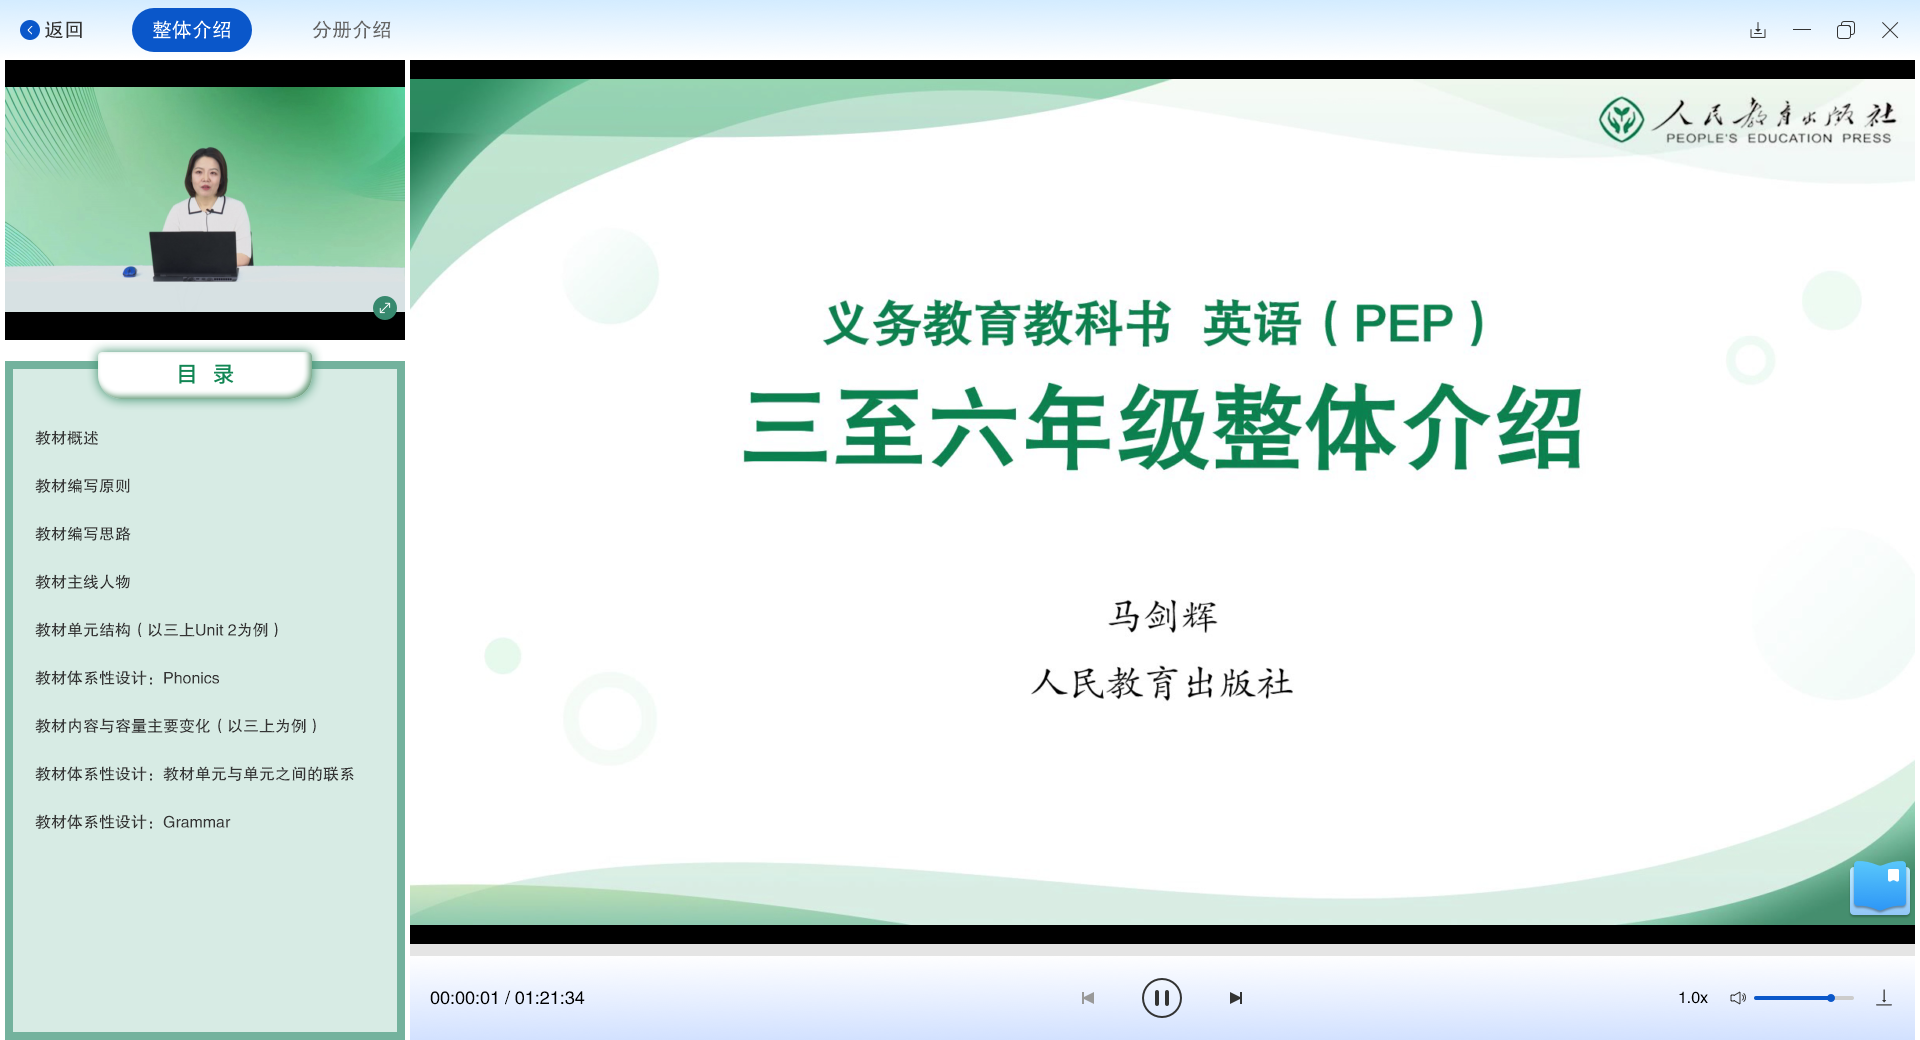 返回
整体介绍
分册介绍
人民教育出版社
PEOPLE'S EDUCATION PRESS
义务教育教科书 英语（PEP）
三至六年级整体介绍
马剑辉
人民教育出版社
目 录
教材概述
教材编写原则
教材编写思路
教材主线人物
教材单元结构（以三上Unit 2为例）
教材体系性设计：Phonics
教材内容与容量主要变化（以三上为例）
教材体系性设计：教材单元与单元之间的联系
教材体系性设计：Grammar
00:00:01 / 01:21:34
1.0x